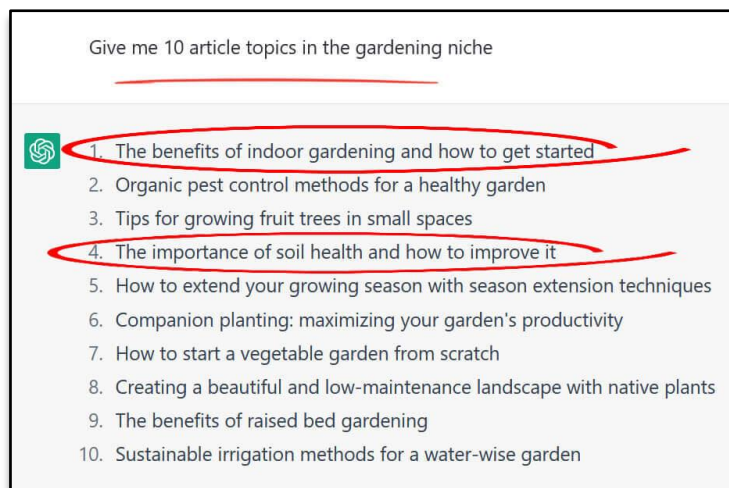 Give me 10 article topics in the gardening niche
1. The benefits of indoor gardening and how to get started
2. Organic pest control methods for a healthy garden
3. Tips for growing fruit trees in small spaces
4. The importance of soil health and how to improve it
5. How to extend your growing season with season extension techniques
6. Companion planting: maximizing your garden's productivity
7. How to start a vegetable garden from scratch
8. Creating a beautiful and low-maintenance landscape with native plants
9. The benefits of raised bed gardening
10. Sustainable irrigation methods for a water-wise garden